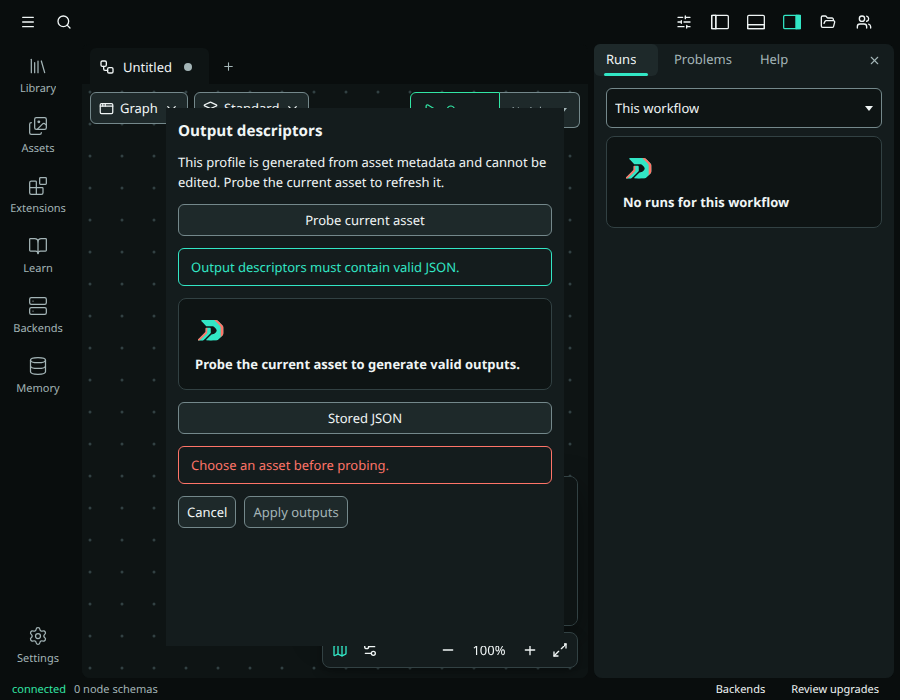 Untitled
Runs
Problems
Help
Library
Assets
Extensions
Learn
Backends
Memory
Settings
Graph
Standard
Output descriptors
This profile is generated from asset metadata and cannot be
edited. Probe the current asset to refresh it.
Probe current asset
Output descriptors must contain valid JSON.
Probe the current asset to generate valid outputs.
Stored JSON
Choose an asset before probing.
Cancel
Apply outputs
100%
This workflow
No runs for this workflow
connected
0 node schemas
Backends
Review upgrades